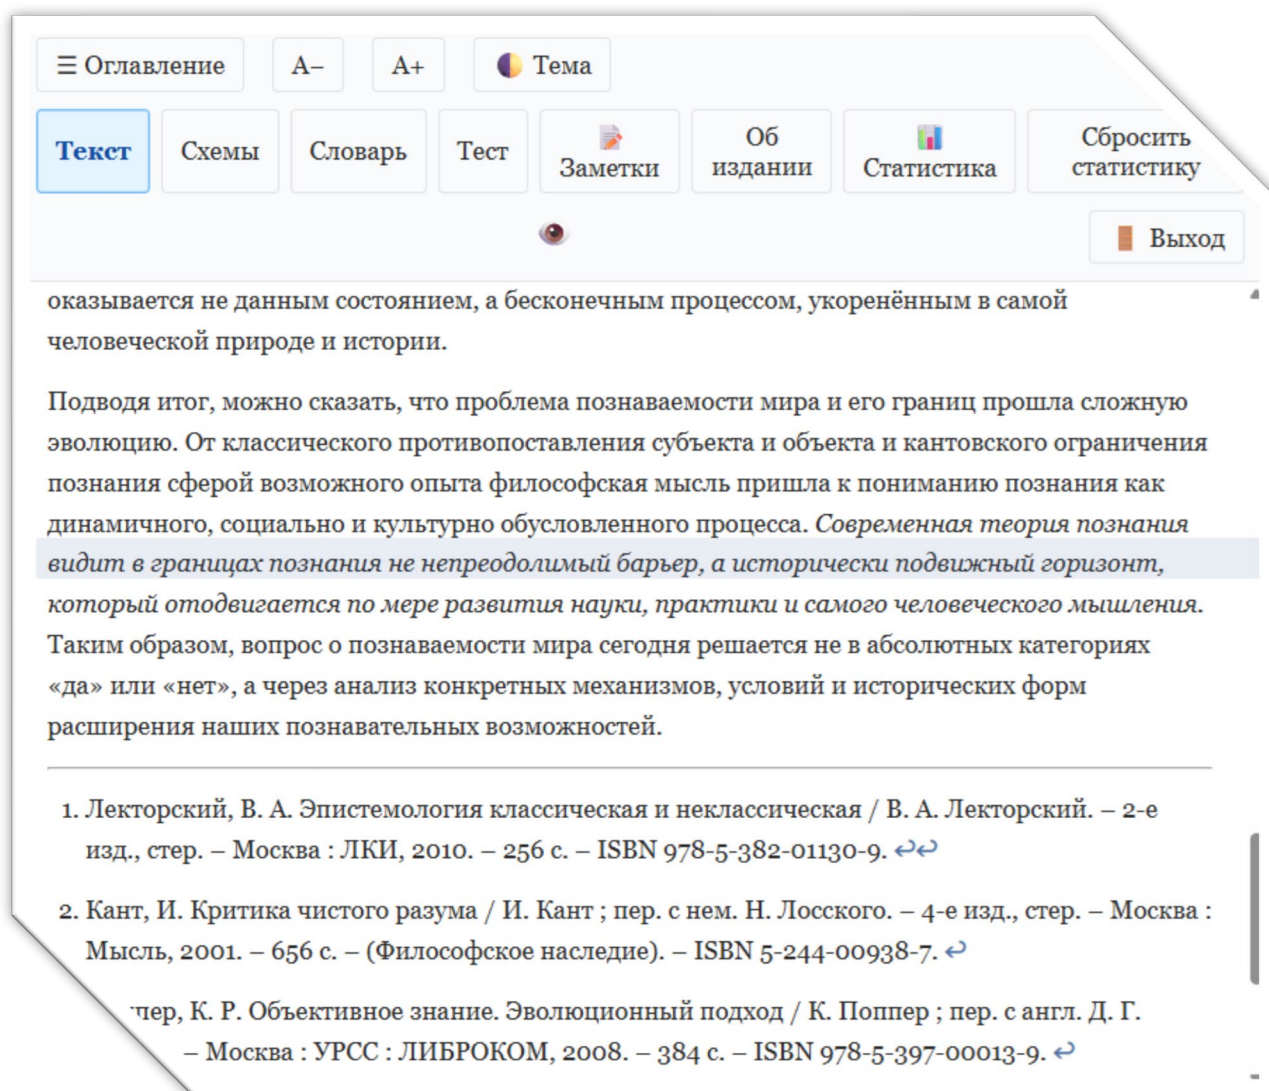 ☰ Оглавление A− A+ Тема
Текст Схемы Словарь Тест Заметки Об издании Статистика Сбросить статистику
Выход
оказывается не данным состоянием, а бесконечным процессом, укоренённым в самой
человеческой природе и истории.
Подводя итог, можно сказать, что проблема познаваемости мира и его границ прошла сложную
эволюцию. От классического противопоставления субъекта и объекта и кантовского ограничения
познания сферой возможного опыта философская мысль пришла к пониманию познания как
динамичного, социально и культурно обусловленного процесса. Современная теория познания
видит в границах познания не непреодолимый барьер, а исторически подвижный горизонт,
который отодвигается по мере развития науки, практики и самого человеческого мышления.
Таким образом, вопрос о познаваемости мира сегодня решается не в абсолютных категориях
«да» или «нет», а через анализ конкретных механизмов, условий и исторических форм
расширения наших познавательных возможностей.
1. Лекторский, В. А. Эпистемология классическая и неклассическая / В. А. Лекторский. – 2-е
изд., стер. – Москва : ЛКИ, 2010. – 256 с. – ISBN 978-5-382-01130-9. ↩↩
2. Кант, И. Критика чистого разума / И. Кант ; пер. с нем. Н. Лосского. – 4-е изд., стер. – Москва :
Мысль, 2001. – 656 с. – (Философское наследие). – ISBN 5-244-00938-7. ↩
К. Р. Объективное знание. Эволюционный подход / К. Поппер ; пер. с англ. Д. Г.
– Москва : УРСС : ЛИБРОКОМ, 2008. – 384 с. – ISBN 978-5-397-00013-9. ↩